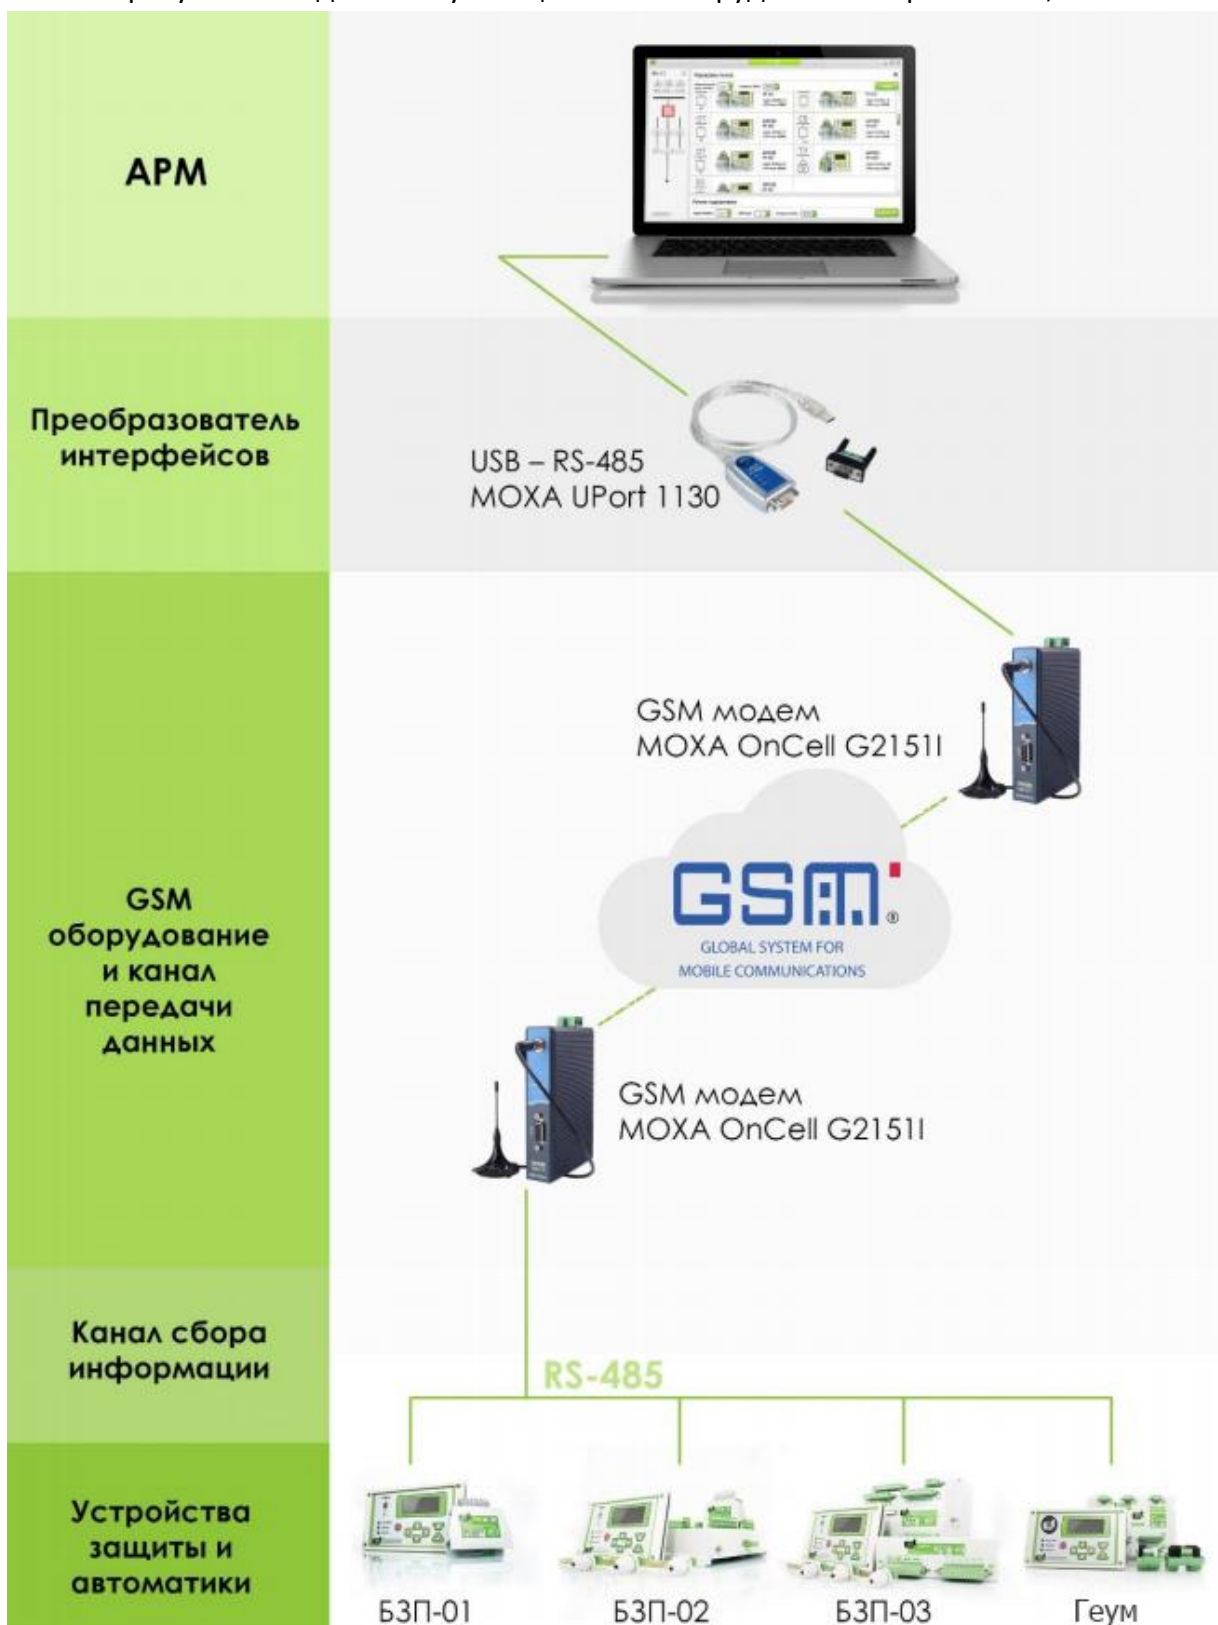 АРМ
Преобразователь
интерфейсов
USB – RS-485
MOXA UPort 1130
GSM модем
MOXA OnCell G2151I
GSM
®
GLOBAL SYSTEM FOR
MOBILE COMMUNICATIONS
GSM
оборудование
и канал
передачи
данных
GSM модем
MOXA OnCell G2151I
Канал сбора
информации
RS-485
Устройства
защиты и
автоматики
БЗП-01
БЗП-02
БЗП-03
Геум